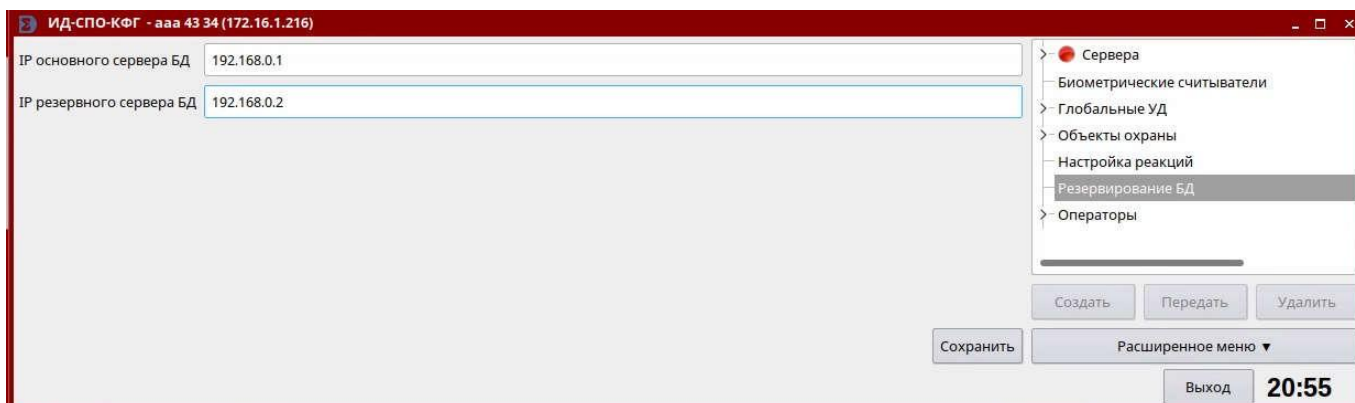 ИД-СПО-КФГ - ааа 43 34 (172.16.1.216)
IP основного сервера БД 192.168.0.1
IP резервного сервера БД 192.168.0.2
Сервера
Биометрические считыватели
Глобальные УД
Объекты охраны
Настройка реакций
Резервирование БД
Операторы
Создать Передать Удалить
Сохранить Расширенное меню ▼
Выход 20:55